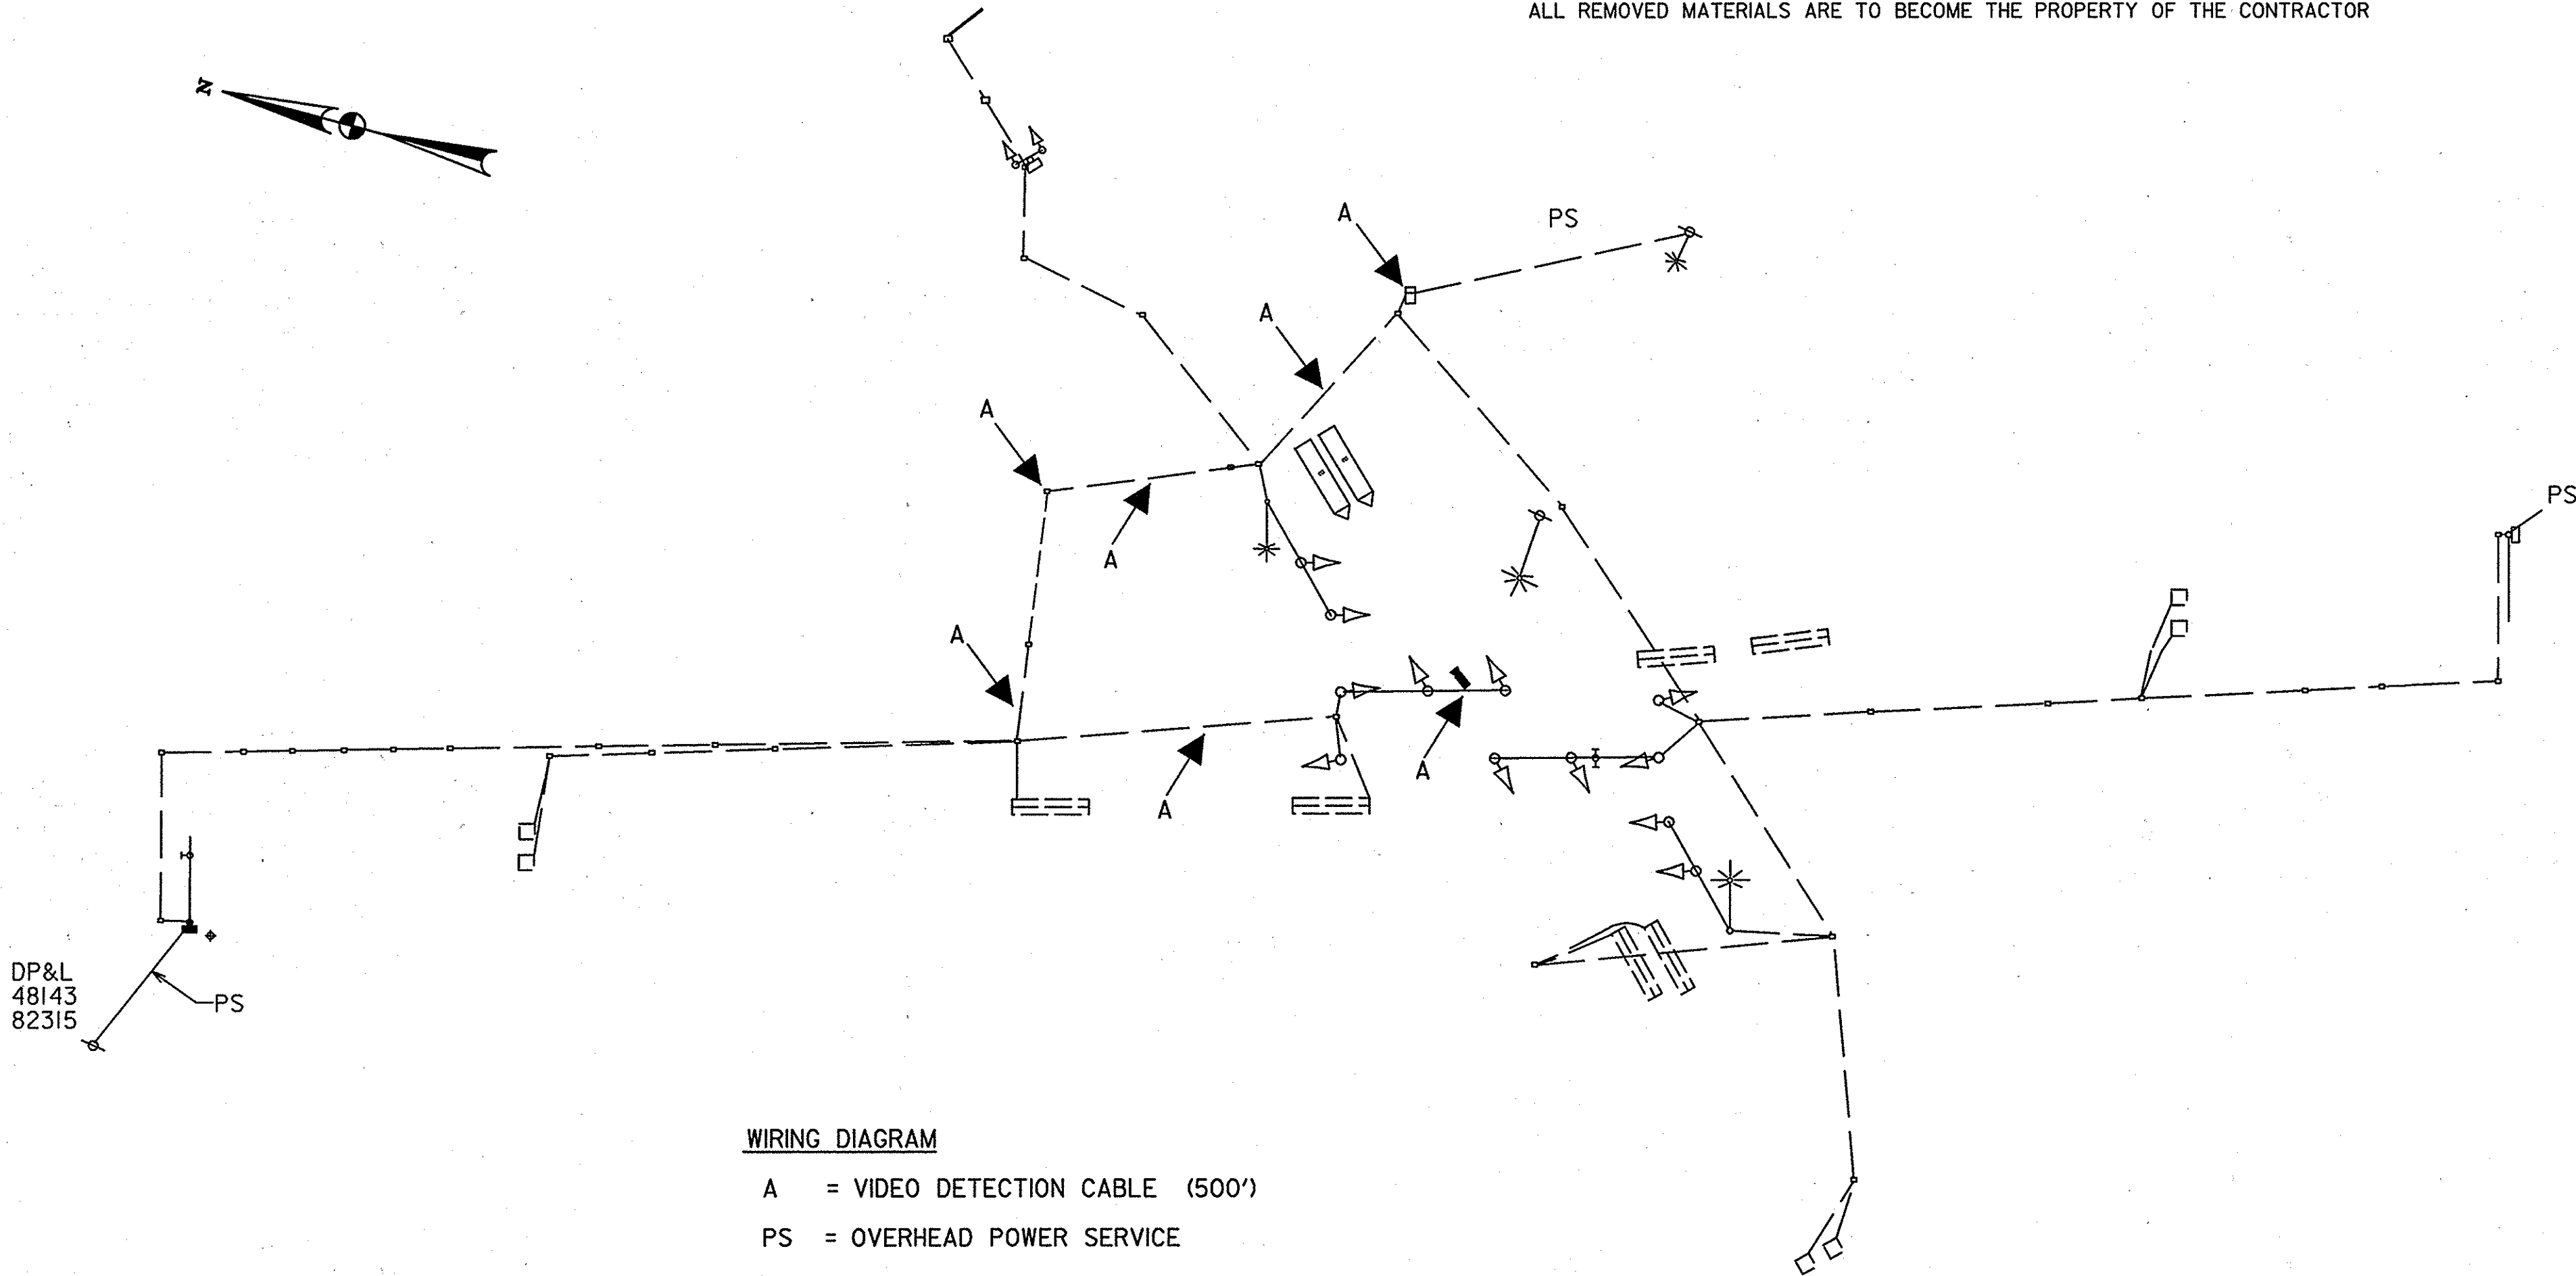 ALL REMOVED MATERIALS ARE TO BECOME THE PROPERTY OF THE CONTRACTOR
N
A
PS
A
A
PS
A
A
A
A
DP&L
48143
82315
PS
WIRING DIAGRAM
A = VIDEO DETECTION CABLE (500')
PS = OVERHEAD POWER SERVICE